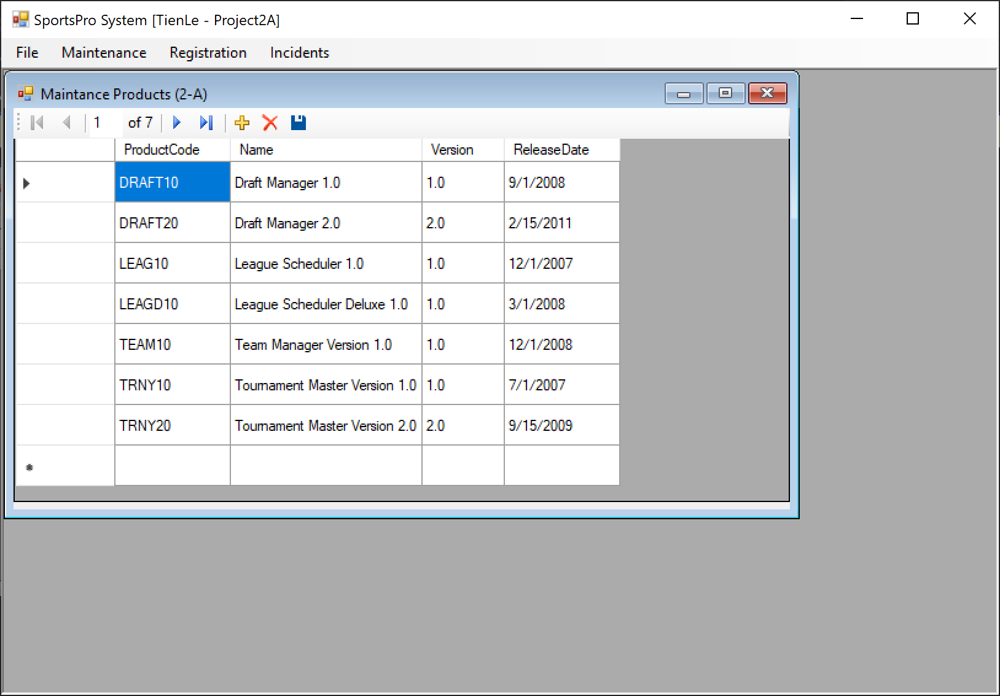 SportsPro System [TienLe - Project2A]
File Maintenance Registration Incidents
Maintance Products (2-A)
1 of 7
ProductCode Name Version ReleaseDate
DRAFT10 Draft Manager 1.0 1.0 9/1/2008
DRAFT20 Draft Manager 2.0 2.0 2/15/2011
LEAG10 League Scheduler 1.0 1.0 12/1/2007
LEAGD10 League Scheduler Deluxe 1.0 1.0 3/1/2008
TEAM10 Team Manager Version 1.0 1.0 12/1/2008
TRNY10 Tournament Master Version 1.0 1.0 7/1/2007
TRNY20 Tournament Master Version 2.0 2.0 9/15/2009